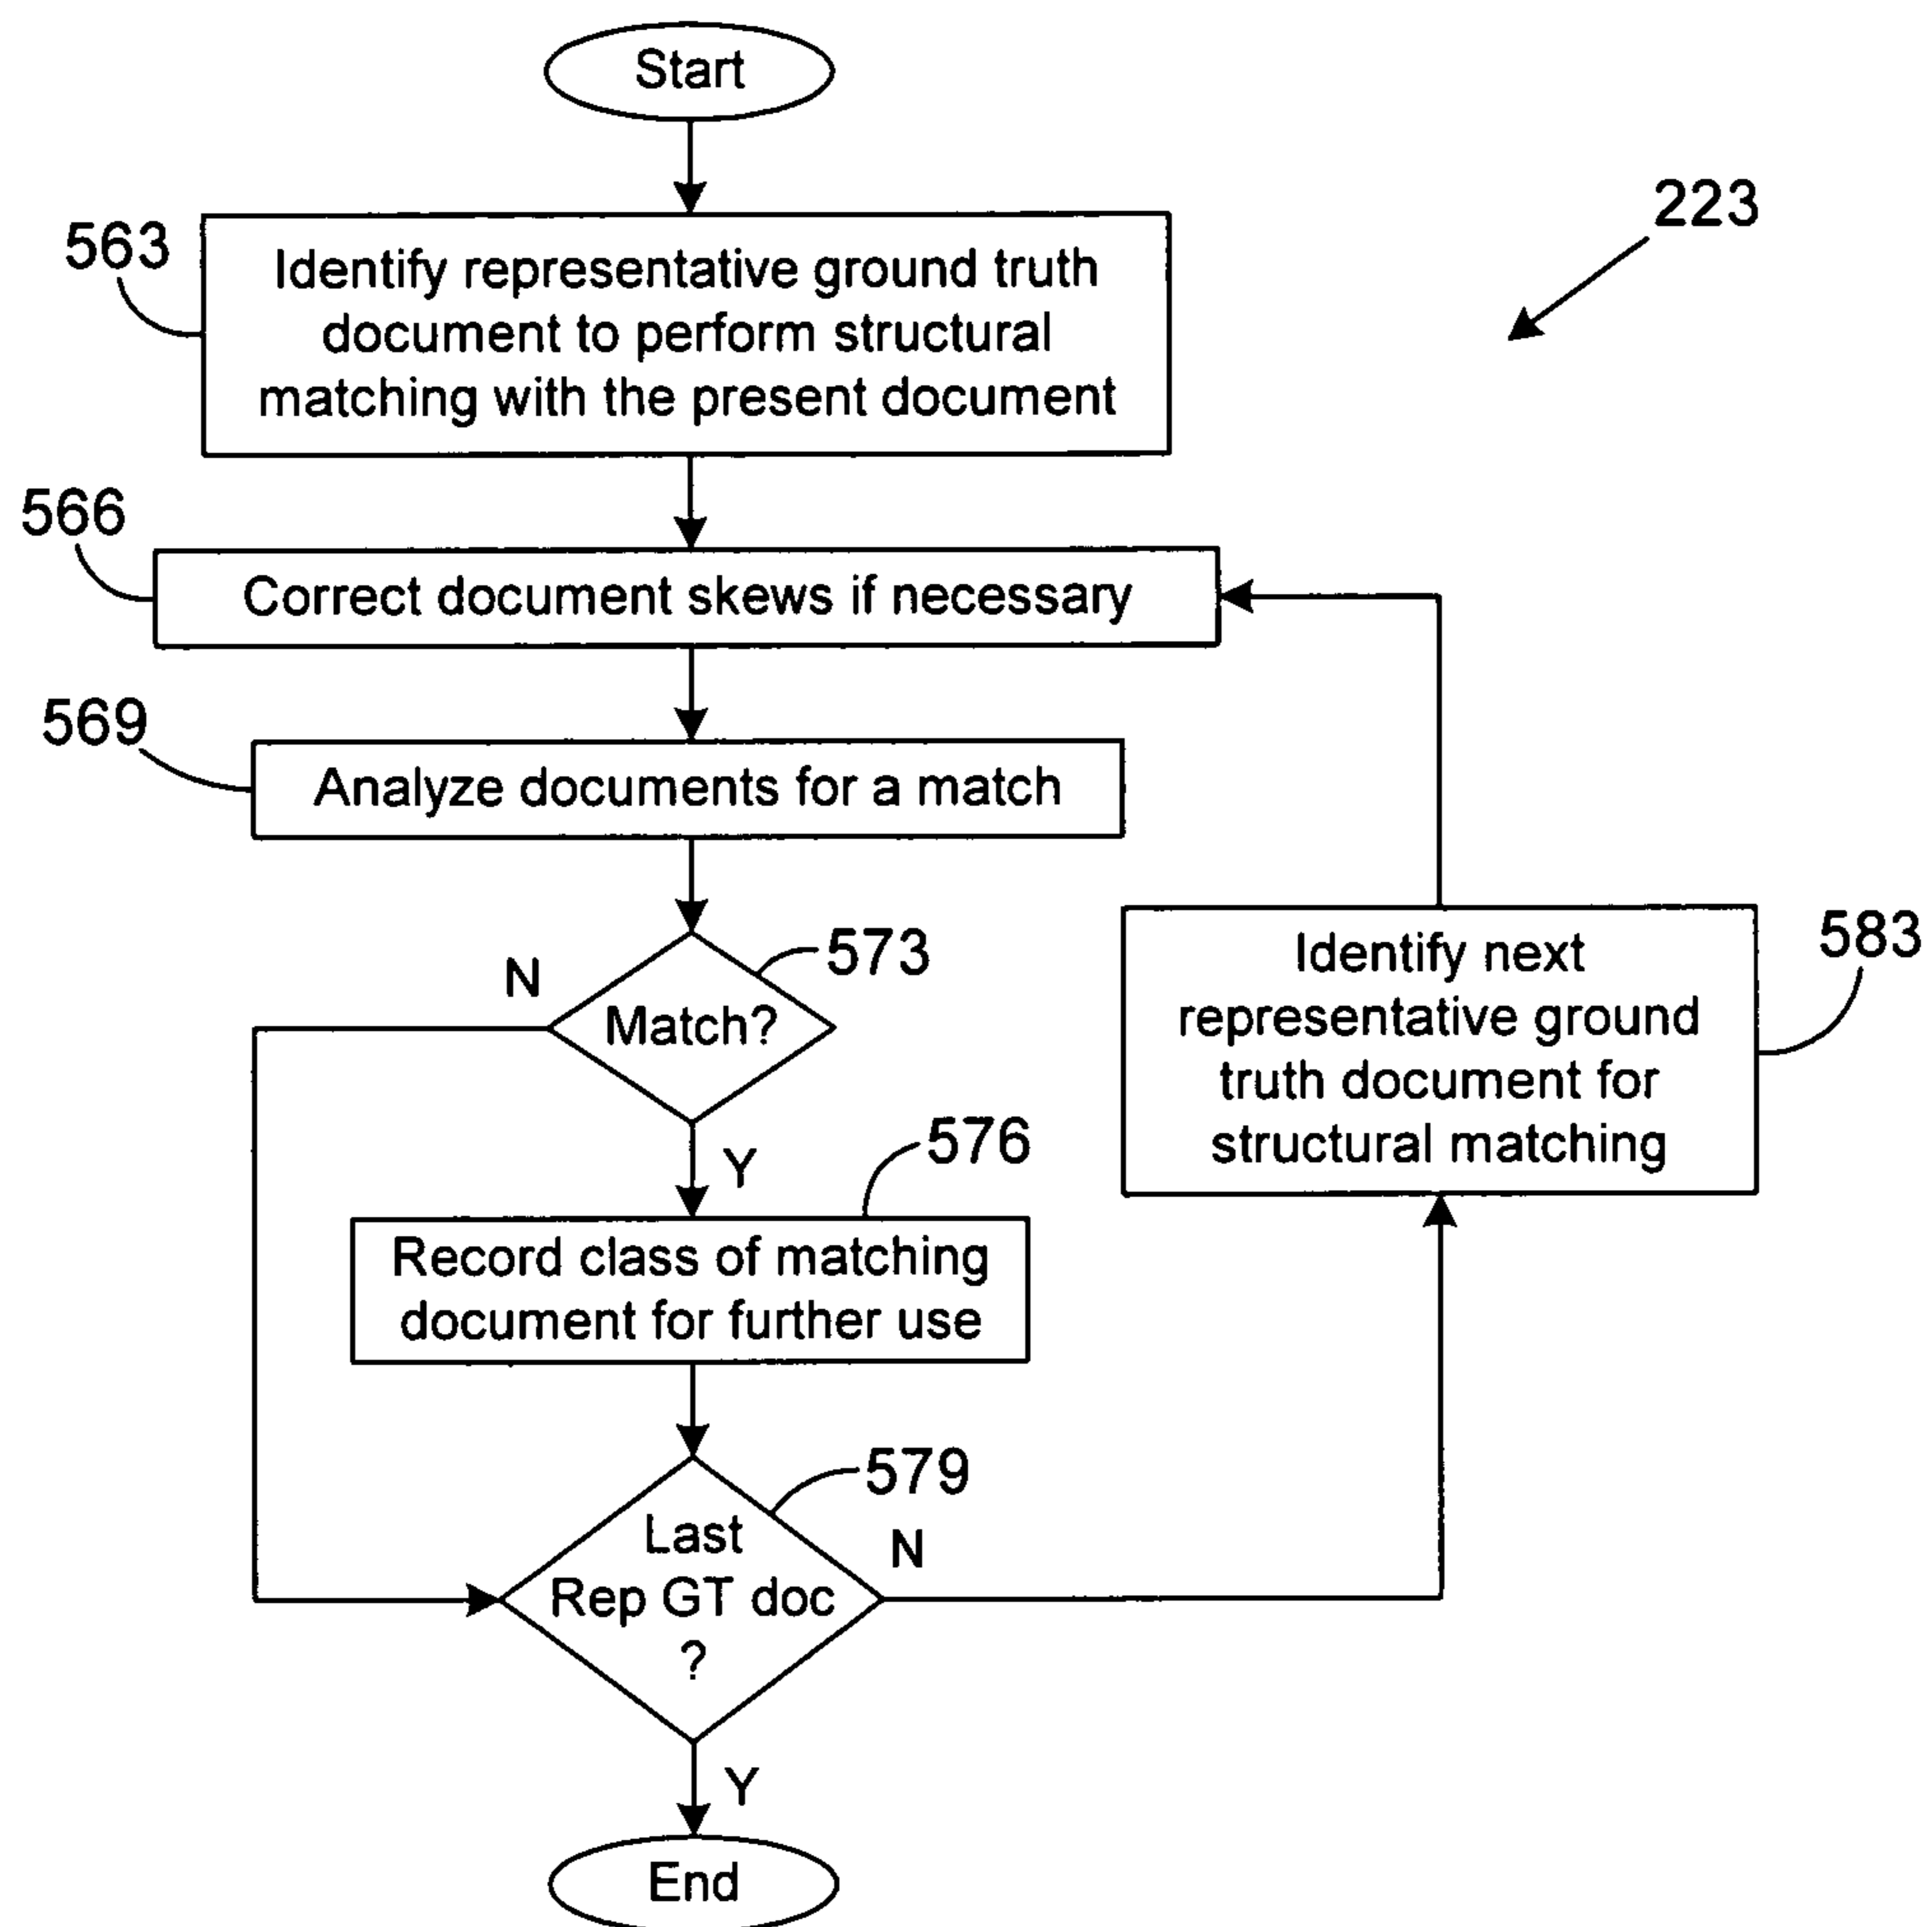 Start
223
563
Identify representative ground truth
document to perform structural
matching with the present document
566
Correct document skews if necessary
569
Analyze documents for a match
N
573
Match?
583
Identify next
representative ground
truth document for
structural matching
Y
576
Record class of matching
document for further use
579
N
Last
Rep GT doc
?
Y
End